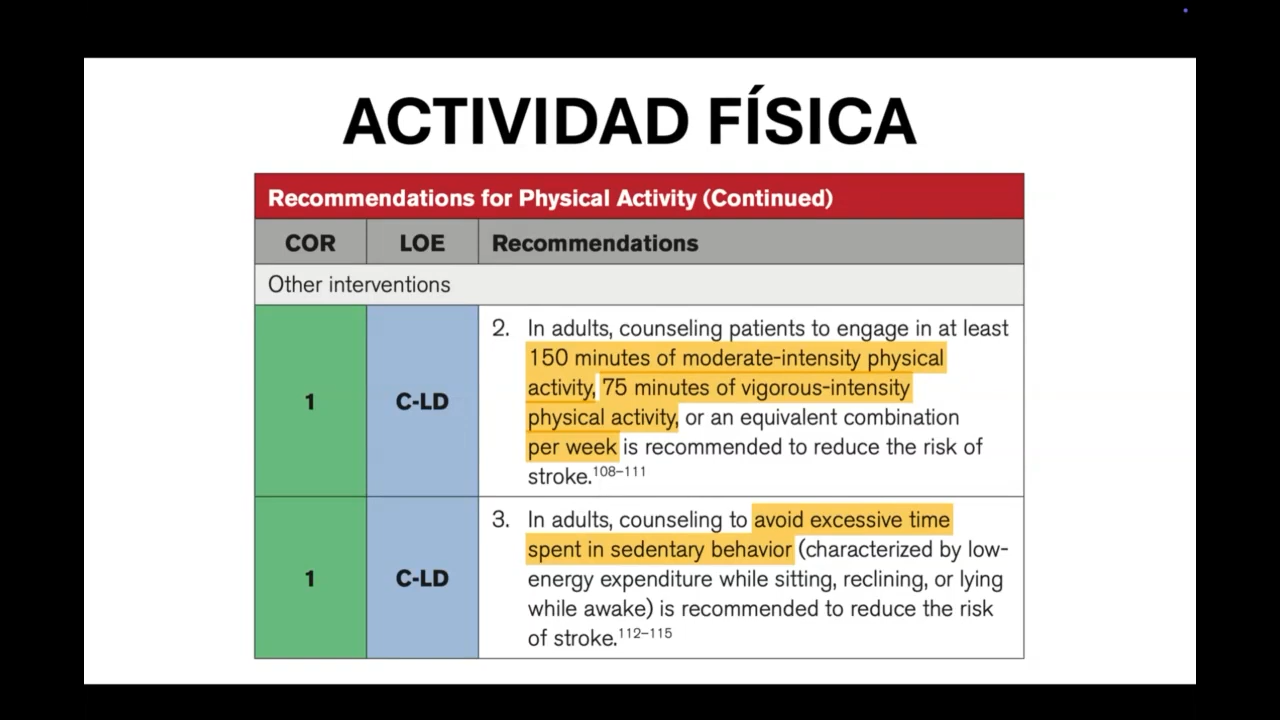 ACTIVIDAD FÍSICA
Recommendations for Physical Activity (Continued)
COR LOE Recommendations
Other interventions
1 C-LD 2. In adults, counseling patients to engage in at least
150 minutes of moderate-intensity physical
activity, 75 minutes of vigorous-intensity
physical activity, or an equivalent combination
per week is recommended to reduce the risk of
stroke.108–111
1 C-LD 3. In adults, counseling to avoid excessive time
spent in sedentary behavior (characterized by low-
energy expenditure while sitting, reclining, or lying
while awake) is recommended to reduce the risk
of stroke.112–115